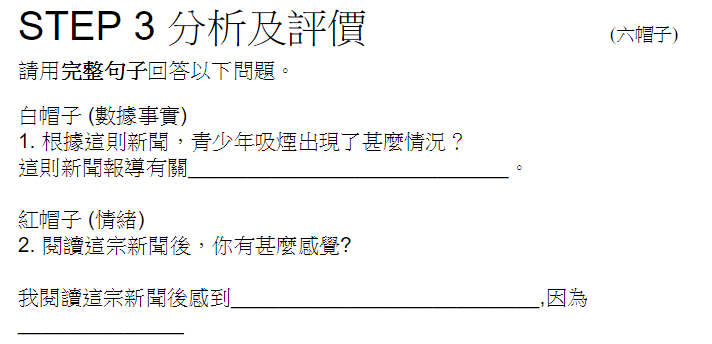 STEP 3 分析及評價 (六帽子)
請用完整句子回答以下問題。
白帽子 (數據事實)
1. 根據這則新聞，青少年吸煙出現了甚麼情況？
這則新聞報導有關______________________________。
紅帽子 (情緒)
2. 閱讀這宗新聞後，你有甚麼感覺?
我閱讀這宗新聞後感到____________________________,因為
_______________